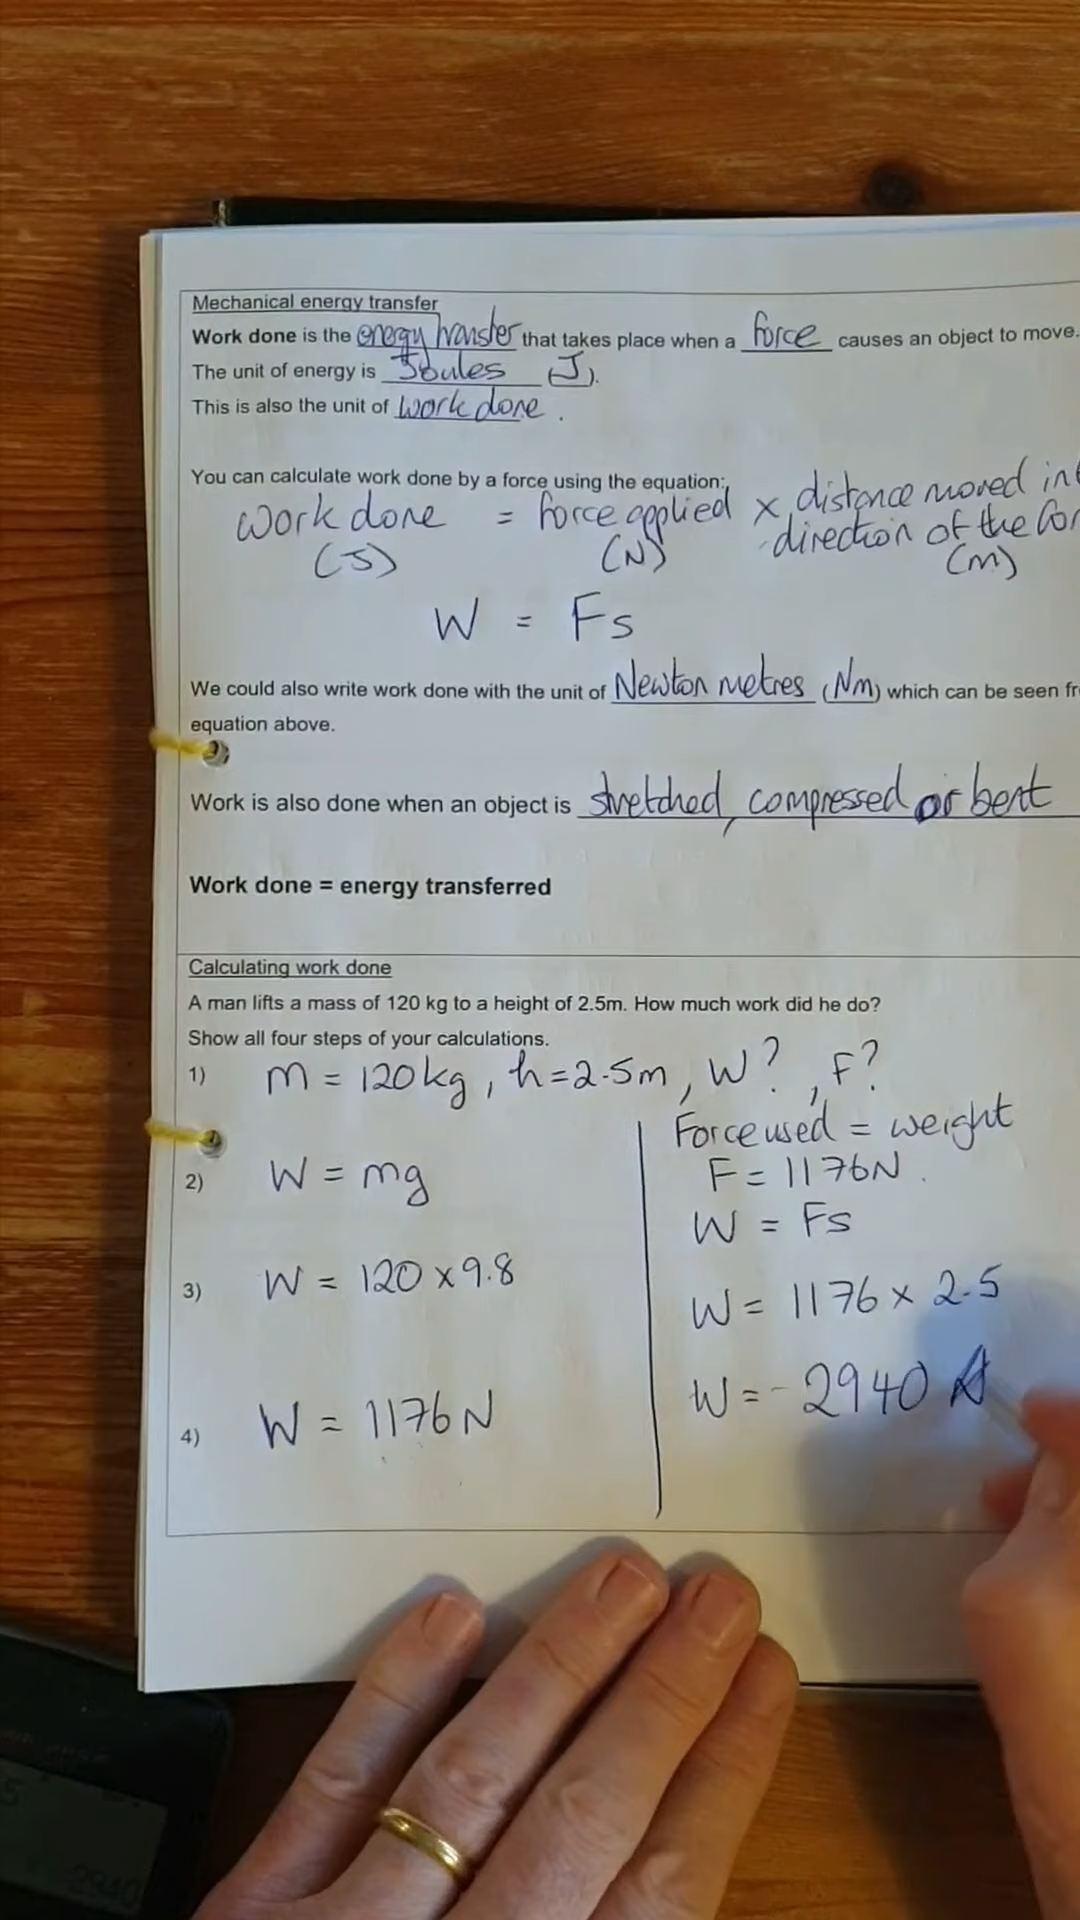 Mechanical energy transfer
Work done is the energy transfer that takes place when a force causes an object to move.
The unit of energy is Joules (J).
This is also the unit of work done.
You can calculate work done by a force using the equation:
work done = force applied × distance moved in
direction of the
(J) (N) (m)
W = Fs
We could also write work done with the unit of Newton metres (Nm) which can be seen
equation above.
Work is also done when an object is stretched, compressed or bent
Work done = energy transferred
Calculating work done
A man lifts a mass of 120 kg to a height of 2.5m. How much work did he do?
Show all four steps of your calculations.
1) m = 120kg, h=2.5m, W?, F?
Force used = weight
F = 1176N.
2) W = mg
W = Fs
3) W = 120 × 9.8
W = 1176 × 2.5
W = 2940
4) W = 1176 N
2940